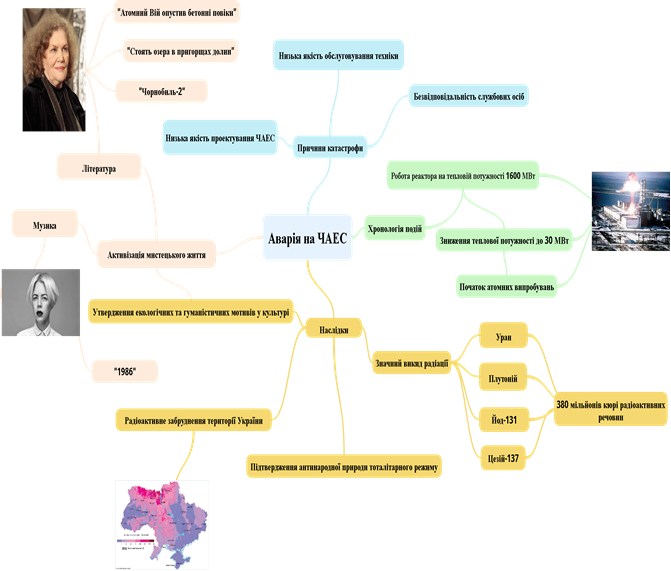 "Атомний Вій опустив бетонні повіки"
"Стоять озера в пригорщах долин"
"Чорнобиль-2"
Література
Музика
Активізація мистецького життя
"1986"
Низька якість обслуговування техніки
Безвідповідальність службових осіб
Низька якість проектування ЧАЕС
Причини катастрофи
Аварія на ЧАЕС
Хронологія подій
Робота реактора на тепловій потужності 1600 МВт
Зниження теплової потужності до 30 МВт
Початок атомних випробувань
Утвердження екологічних та гуманістичних мотивів у культурі
Наслідки
Значний викид радіації
Уран
Плутоній
Йод-131
Цезій-137
380 мільйонів кюрі радіоактивних
речовин
Радіоактивне забруднення території України
Підтвердження антинародної природи тоталітарного режиму